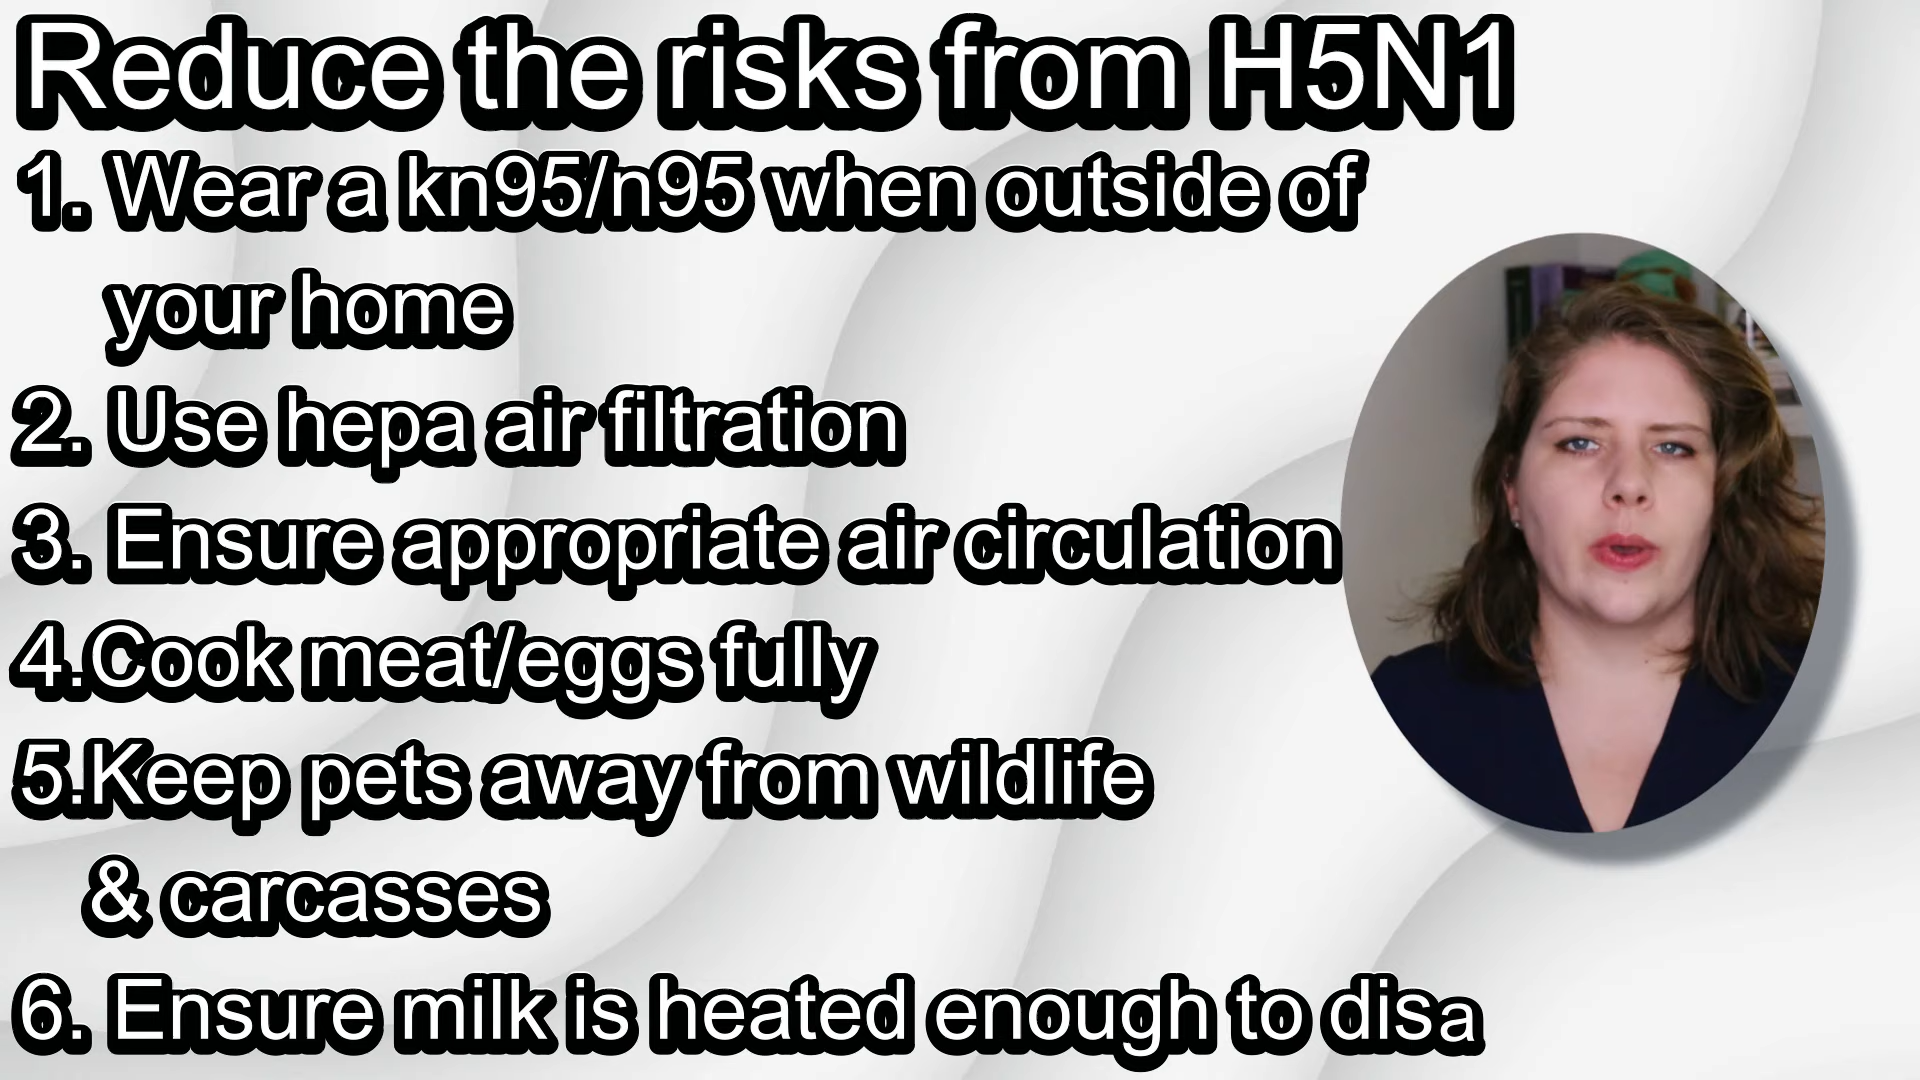 Reduce the risks from H5N1
1. Wear a kn95/n95 when outside of
your home
2. Use hepa air filtration
3. Ensure appropriate air circulation
4.Cook meat/eggs fully
5.Keep pets away from wildlife
& carcasses
6. Ensure milk is heated enough to disa